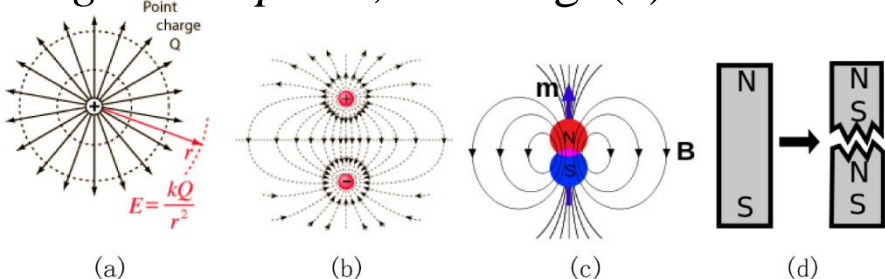 Point
charge
Q
+
r
E = kQ/r²
+
−
m
N
S
B
N
S
N
S
N
S
(a) (b) (c) (d)